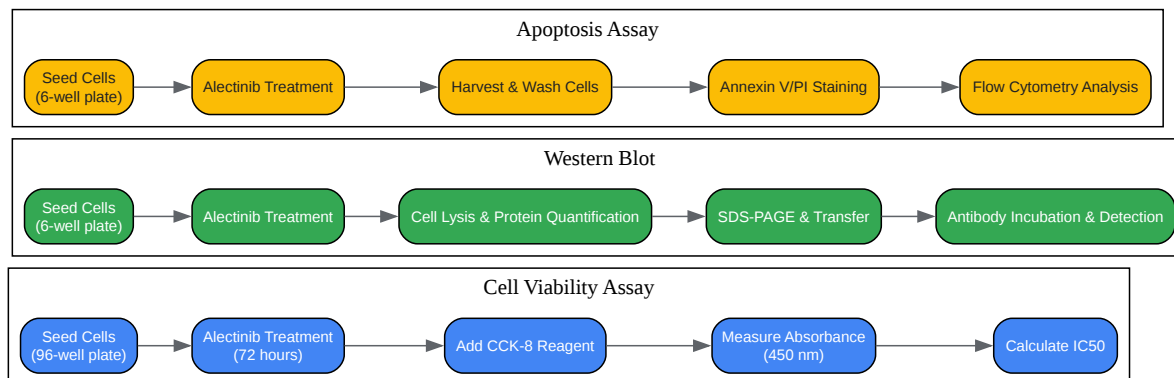 Apoptosis Assay
Seed Cells
(6-well plate)
Alectinib Treatment
Harvest & Wash Cells
Annexin V/PI Staining
Flow Cytometry Analysis
Western Blot
Seed Cells
(6-well plate)
Alectinib Treatment
Cell Lysis & Protein Quantification
SDS-PAGE & Transfer
Antibody Incubation & Detection
Cell Viability Assay
Seed Cells
(96-well plate)
Alectinib Treatment
(72 hours)
Add CCK-8 Reagent
Measure Absorbance
(450 nm)
Calculate IC50